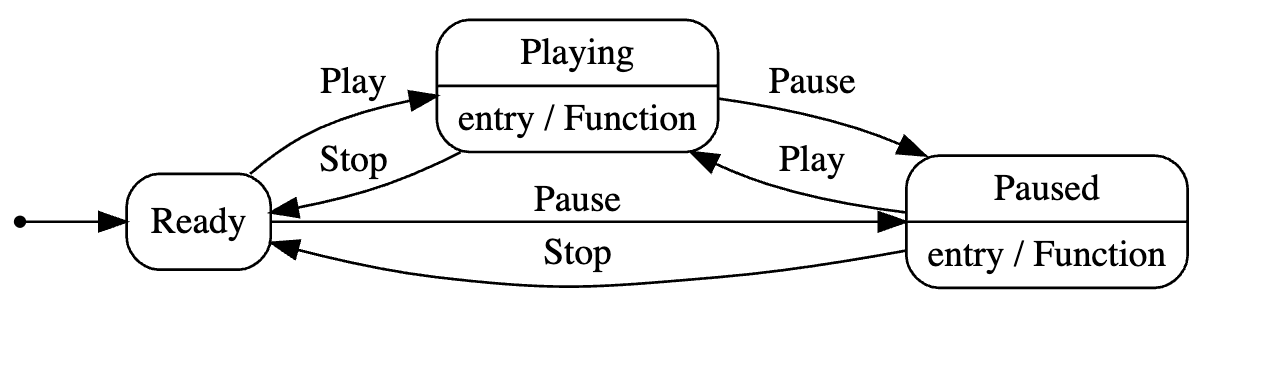 Playing
entry / Function
Play
Pause
Stop
Play
Ready
Pause
Stop
Paused
entry / Function